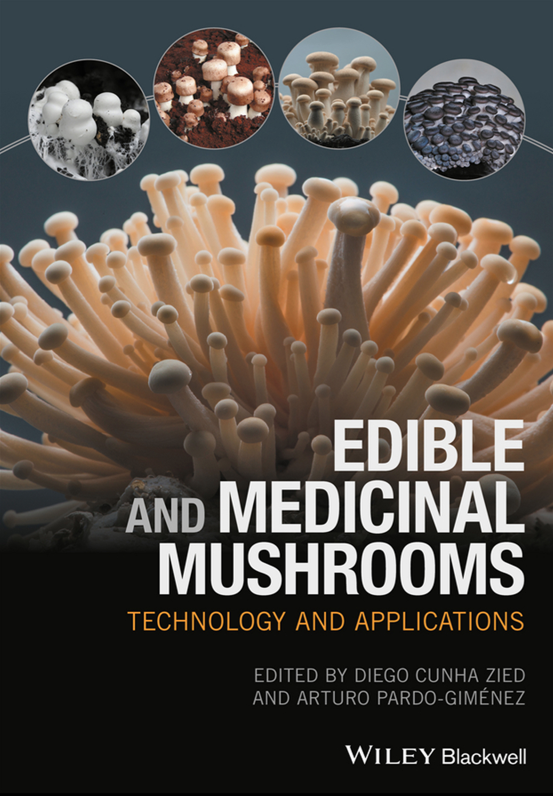 EDIBLE
AND MEDICINAL
MUSHROOMS
TECHNOLOGY AND APPLICATIONS
EDITED BY DIEGO CUNHA ZIED
AND ARTURO PARDO-GIMÉNEZ
WILEY Blackwell